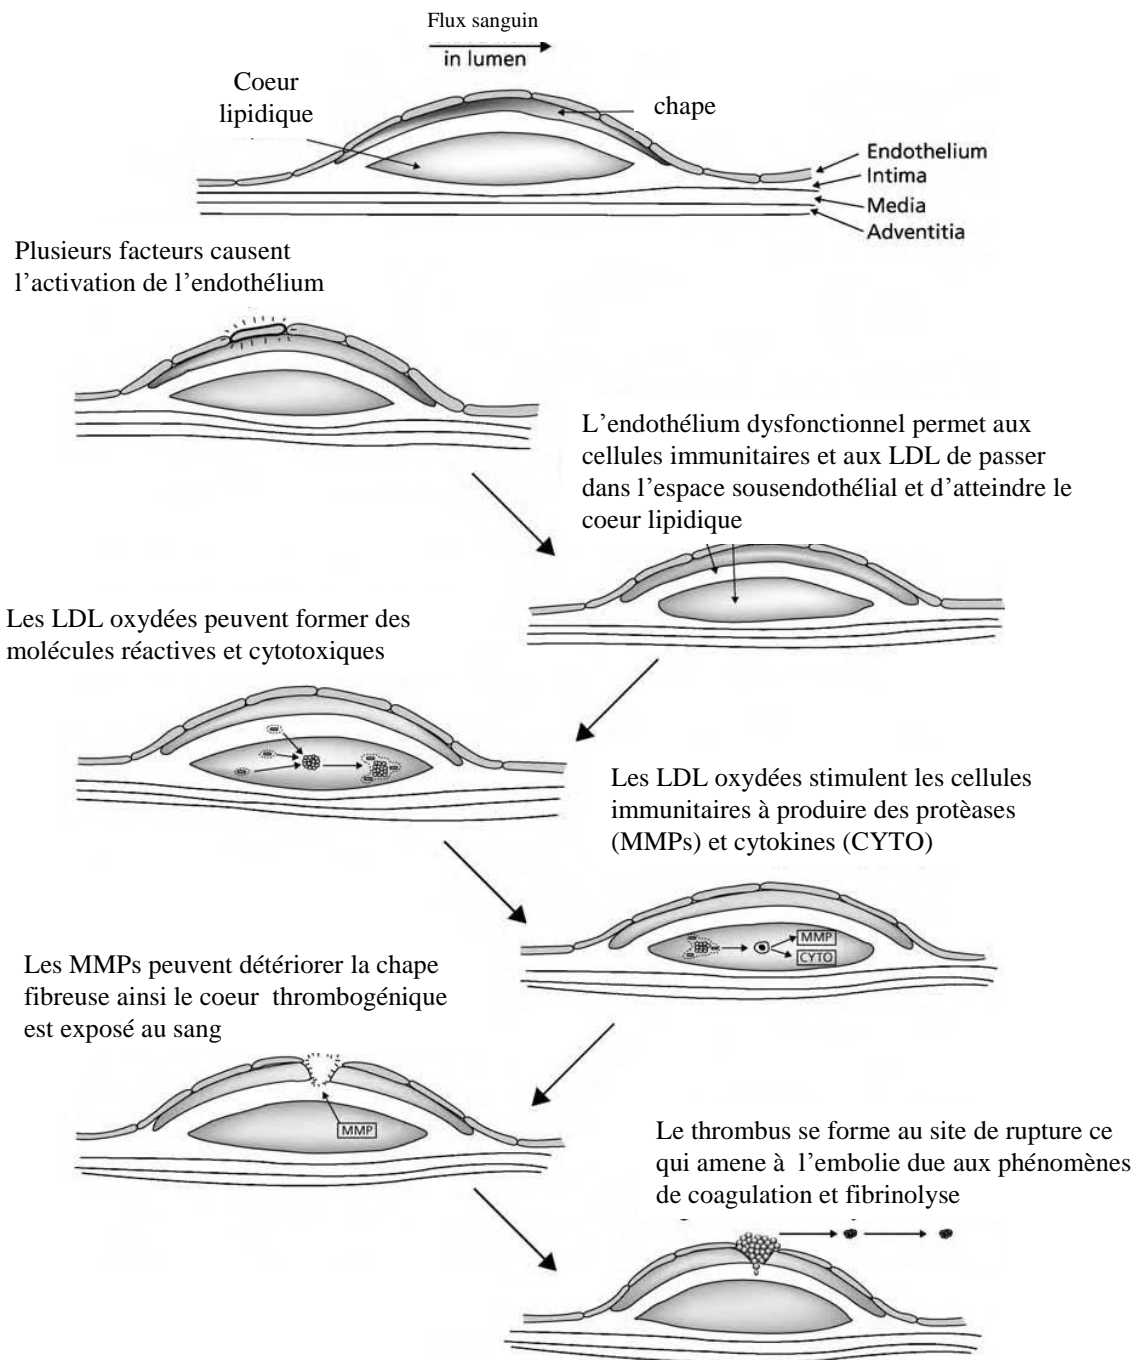 Flux sanguin
in lumen
Coeur
lipidique
chape
Endothelium
Intima
Media
Adventitia
Plusieurs facteurs causent
l’activation de l’endothélium
L’endothélium dysfonctionnel permet aux
cellules immunitaires et aux LDL de passer
dans l’espace sousendothélial et d’atteindre le
coeur lipidique
Les LDL oxydées peuvent former des
molécules réactives et cytotoxiques
Les LDL oxydées stimulent les cellules
immunitaires à produire des protèases
(MMPs) et cytokines (CYTO)
MMP
CYTO
Les MMPs peuvent détériorer la chape
fibreuse ainsi le coeur thrombogénique
est exposé au sang
MMP
Le thrombus se forme au site de rupture ce
qui amene à l’embolie due aux phénomènes
de coagulation et fibrinolyse